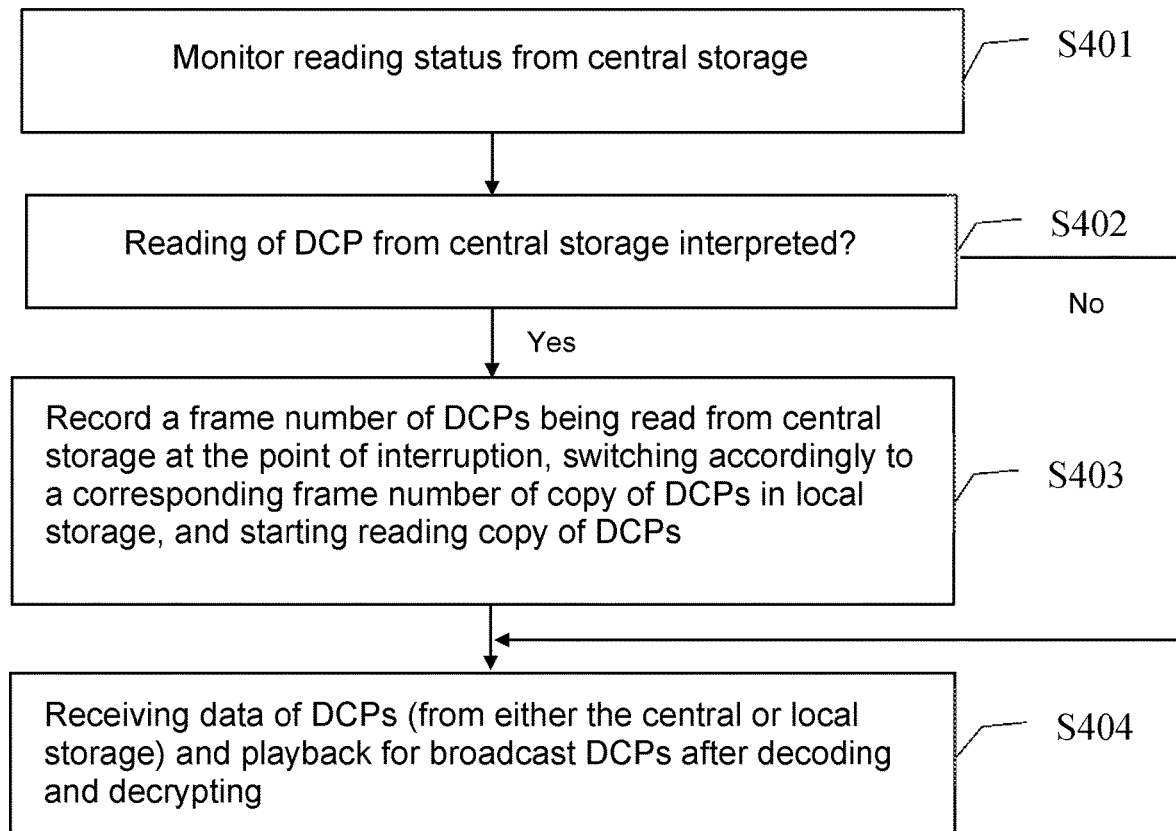 Monitor reading status from central storage
S401
Reading of DCP from central storage interpreted?
S402
No
Yes
Record a frame number of DCPs being read from central
storage at the point of interruption, switching accordingly to
a corresponding frame number of copy of DCPs in local
storage, and starting reading copy of DCPs
S403
Receiving data of DCPs (from either the central or local
storage) and playback for broadcast DCPs after decoding
and decrypting
S404